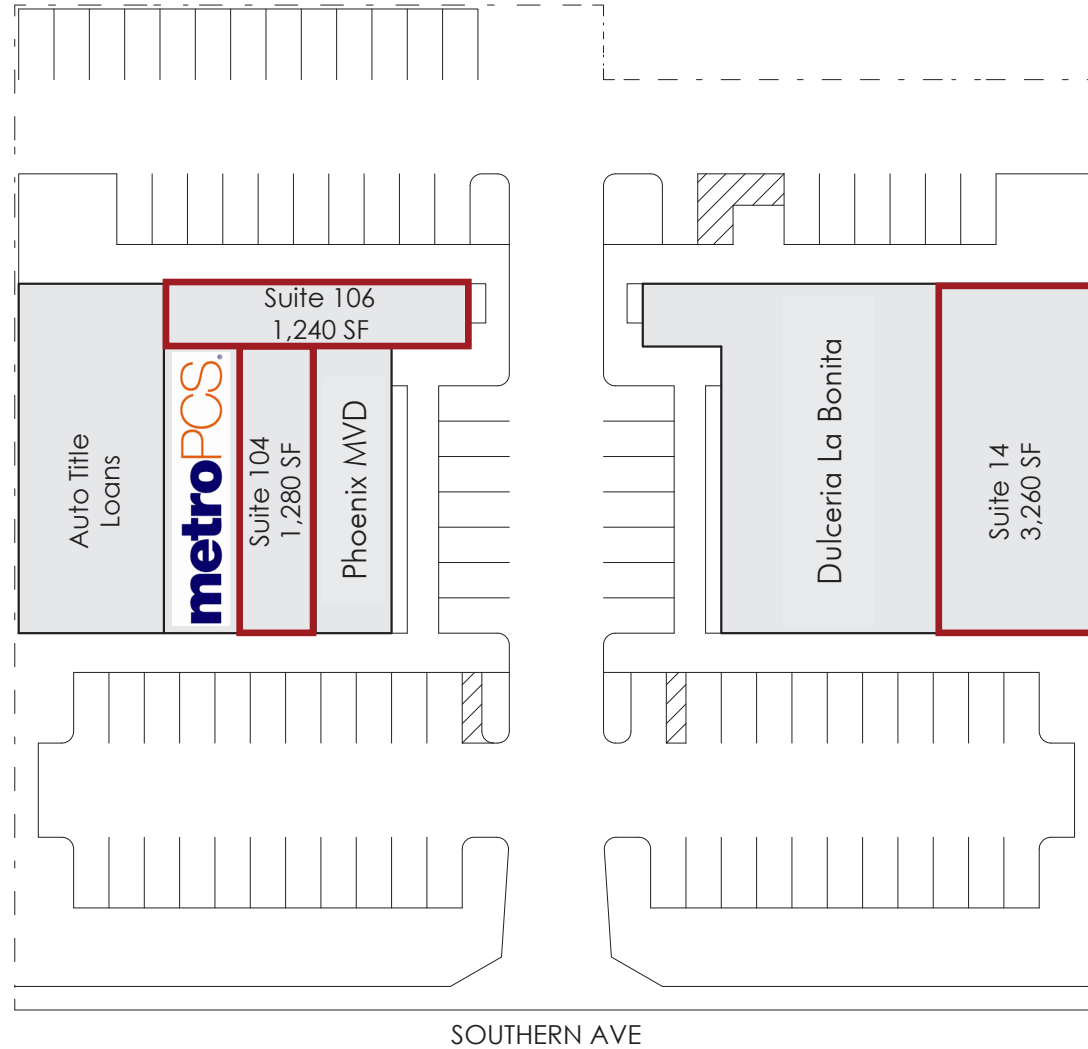 Suite 106
1,240 SF
Auto Title
Loans
metroPCS.®
Suite 104
1,280 SF
Phoenix MVD
Dulceria La Bonita
Suite 14
3,260 SF
SOUTHERN AVE